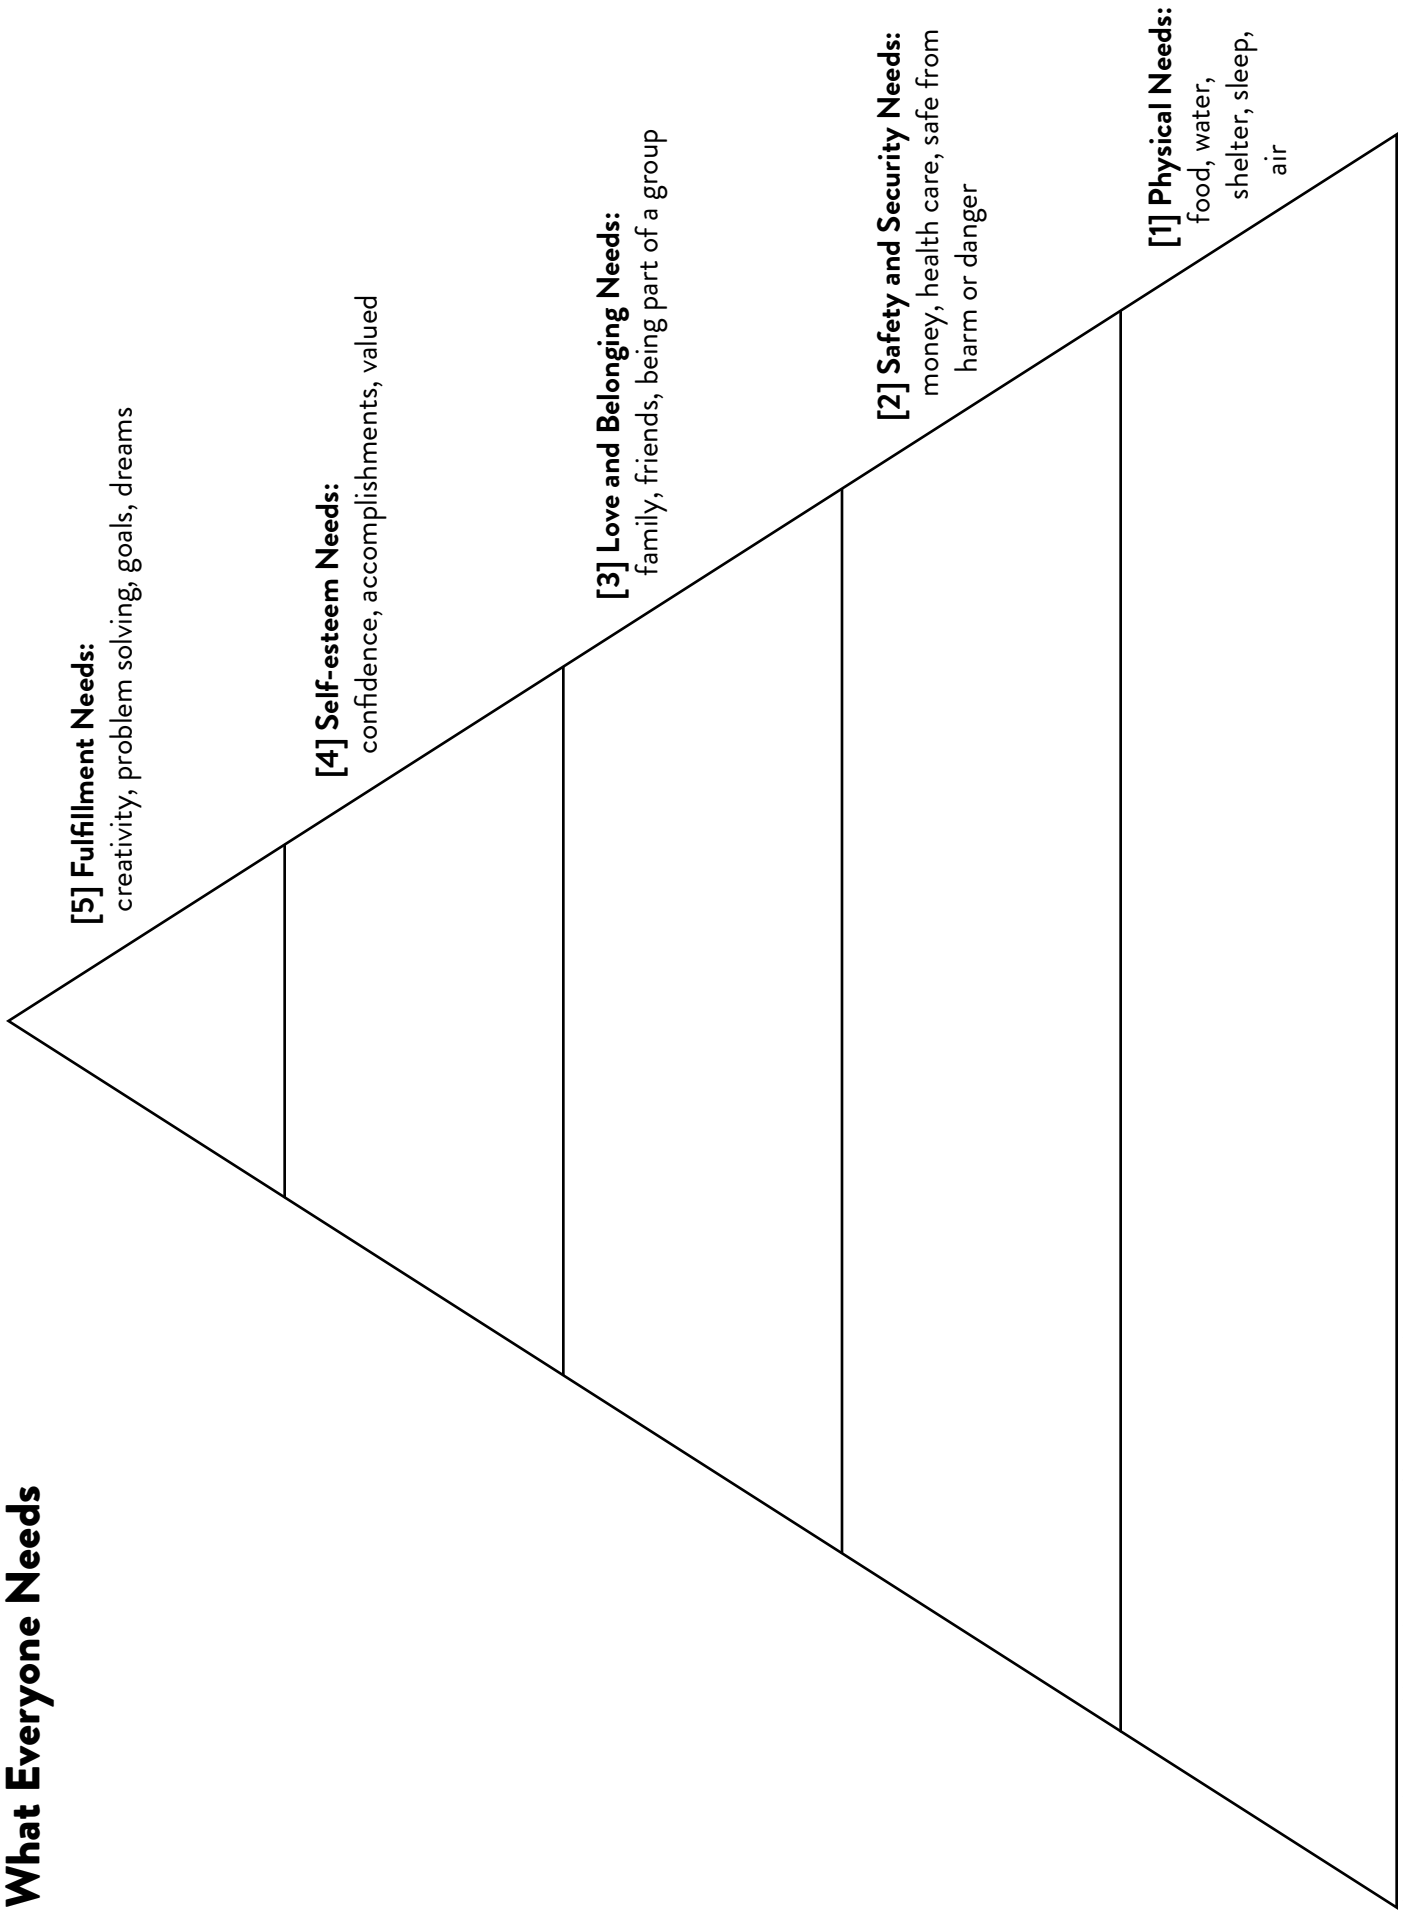 What Everyone Needs
[5] Fulfillment Needs:
creativity, problem solving, goals, dreams
[4] Self-esteem Needs:
confidence, accomplishments, valued
[3] Love and Belonging Needs:
family, friends, being part of a group
[2] Safety and Security Needs:
money, health care, safe from
harm or danger
[1] Physical Needs:
food, water,
shelter, sleep,
air